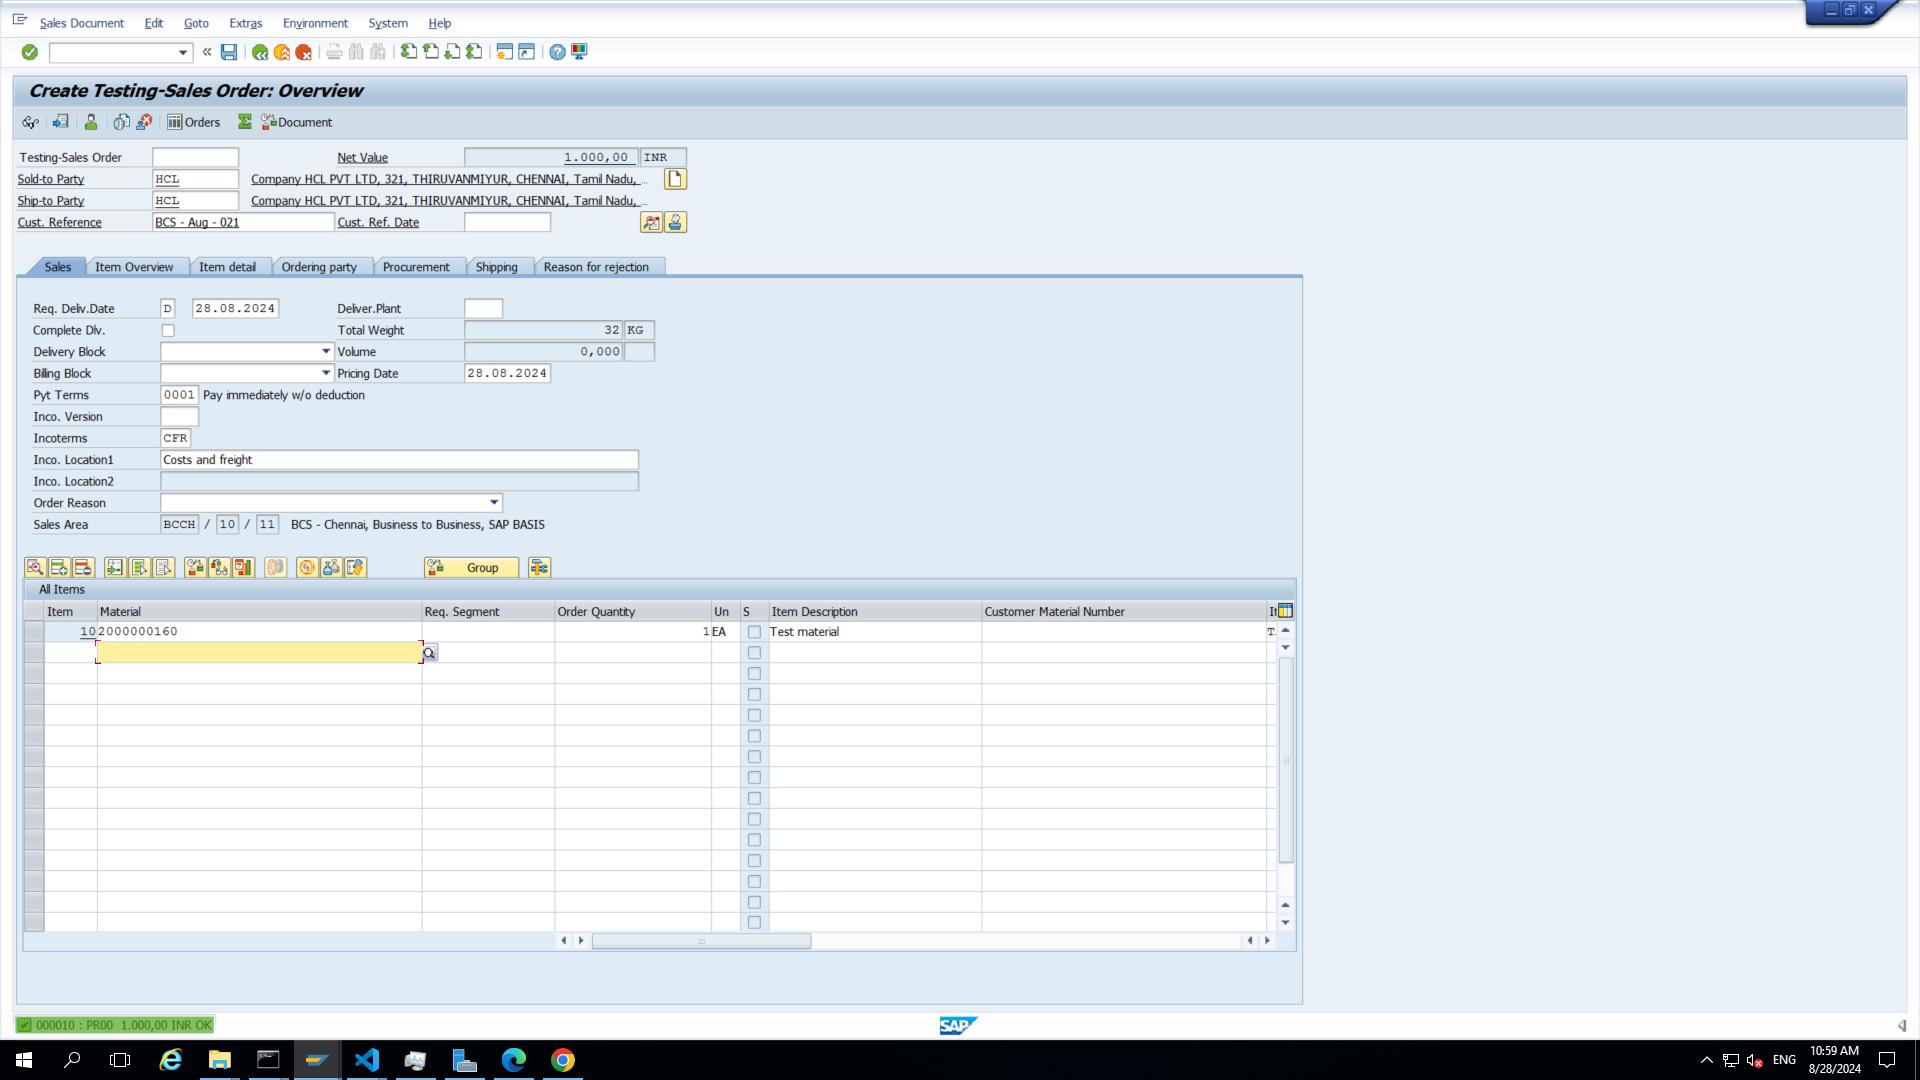 Sales Document Edit Goto Extras Environment System Help
Create Testing-Sales Order: Overview
Orders Document
Testing-Sales Order Net Value 1.000,00 INR
Sold-to Party HCL Company HCL PVT LTD, 321, THIRUVANMIYUR, CHENNAI, Tamil Nadu, ...
Ship-to Party HCL Company HCL PVT LTD, 321, THIRUVANMIYUR, CHENNAI, Tamil Nadu, ...
Cust. Reference BCS - Aug - 021 Cust. Ref. Date
Sales Item Overview Item detail Ordering party Procurement Shipping Reason for rejection
Req. Deliv.Date D 28.08.2024 Deliver.Plant
Complete Dlv. Total Weight 32 KG
Delivery Block Volume 0,000
Billing Block Pricing Date 28.08.2024
Pyt Terms 0001 Pay immediately w/o deduction
Inco. Version
Incoterms CFR
Inco. Location1 Costs and freight
Inco. Location2
Order Reason
Sales Area BCCH / 10 / 11 BCS - Chennai, Business to Business, SAP BASIS
Group
All Items
Item Material Req. Segment Order Quantity Un S Item Description Customer Material Number It
10 2000000160 1 EA Test material T
000010 : PR00 1.000,00 INR OK
SAP
ENG
10:59 AM
8/28/2024